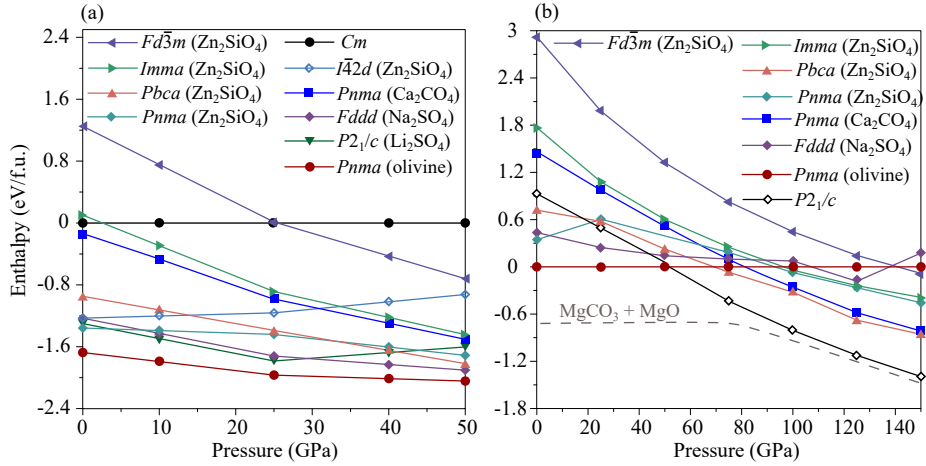 (a)
Fd3̄m (Zn₂SiO₄)
Imma (Zn₂SiO₄)
Pbca (Zn₂SiO₄)
Pnma (Zn₂SiO₄)
Cm
I4̄2d (Zn₂SiO₄)
Pnma (Ca₂CO₄)
Fddd (Na₂SO₄)
P2₁/c (Li₂SO₄)
Pnma (olivine)
Enthalpy (eV/f.u.)
2.4
1.6
0.8
0
-0.8
-1.6
-2.4
0 10 20 30 40 50
Pressure (GPa)
(b)
Fd3̄m (Zn₂SiO₄)
Imma (Zn₂SiO₄)
Pbca (Zn₂SiO₄)
Pnma (Zn₂SiO₄)
Pnma (Ca₂CO₄)
Fddd (Na₂SO₄)
Pnma (olivine)
P2₁/c
MgCO₃ + MgO
3
2.4
1.8
1.2
0.6
0
-0.6
-1.2
-1.8
0 20 40 60 80 100 120 140
Pressure (GPa)